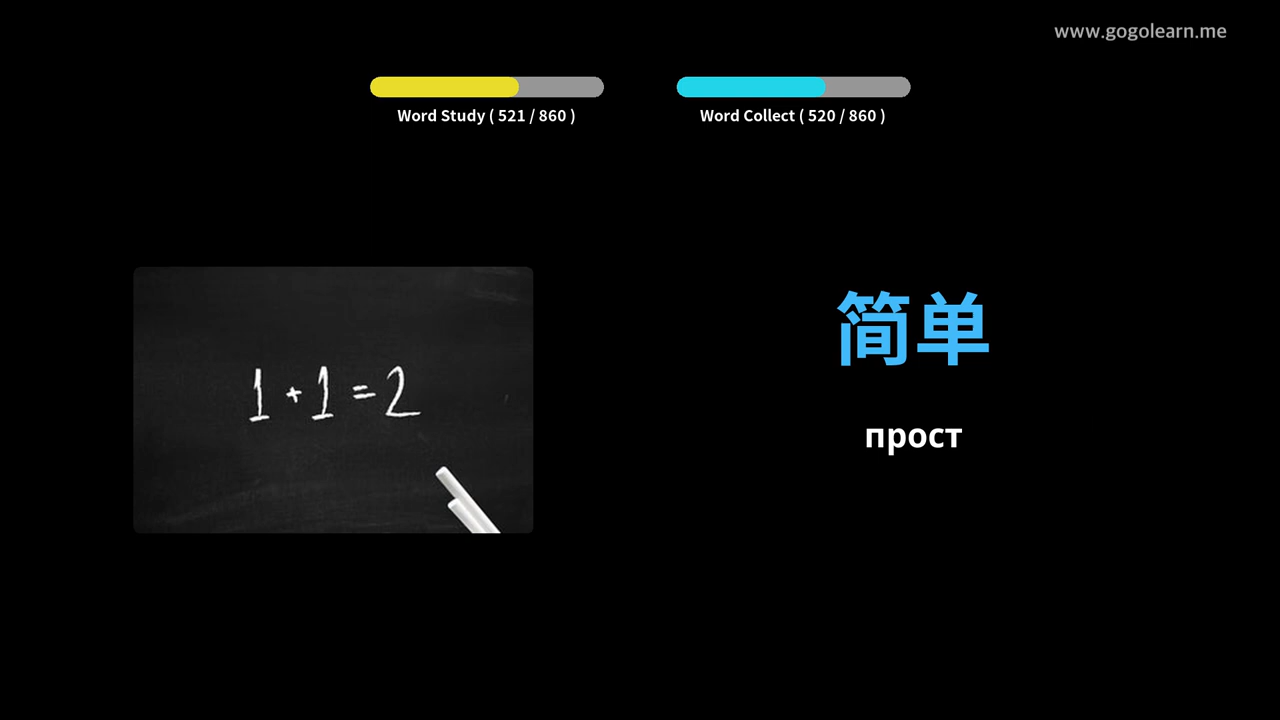 www.gogolearn.me
Word Study ( 521 / 860 )
Word Collect ( 520 / 860 )
1 + 1 = 2
简单
прост